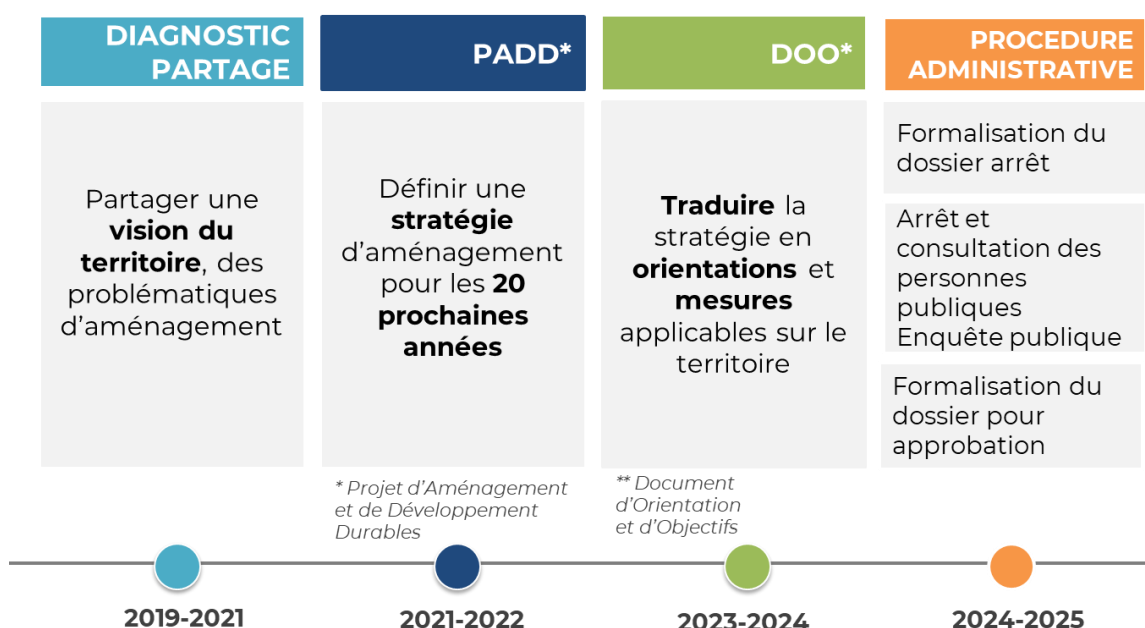 DIAGNOSTIC
PARTAGE
Partager une
vision du
territoire, des
problématiques
d'aménagement
PADD*
Définir une
stratégie
d'aménagement
pour les 20
prochaines
années
* Projet d'Aménagement
et de Développement
Durables
DOO*
Traduire la
stratégie en
orientations et
mesures
applicables sur le
territoire
** Document
d'Orientation
et d'Objectifs
PROCEDURE
ADMINISTRATIVE
Formalisation du
dossier arrêt
Arrêt et
consultation des
personnes
publiques
Enquête publique
Formalisation du
dossier pour
approbation
2019-2021
2021-2022
2023-2024
2024-2025